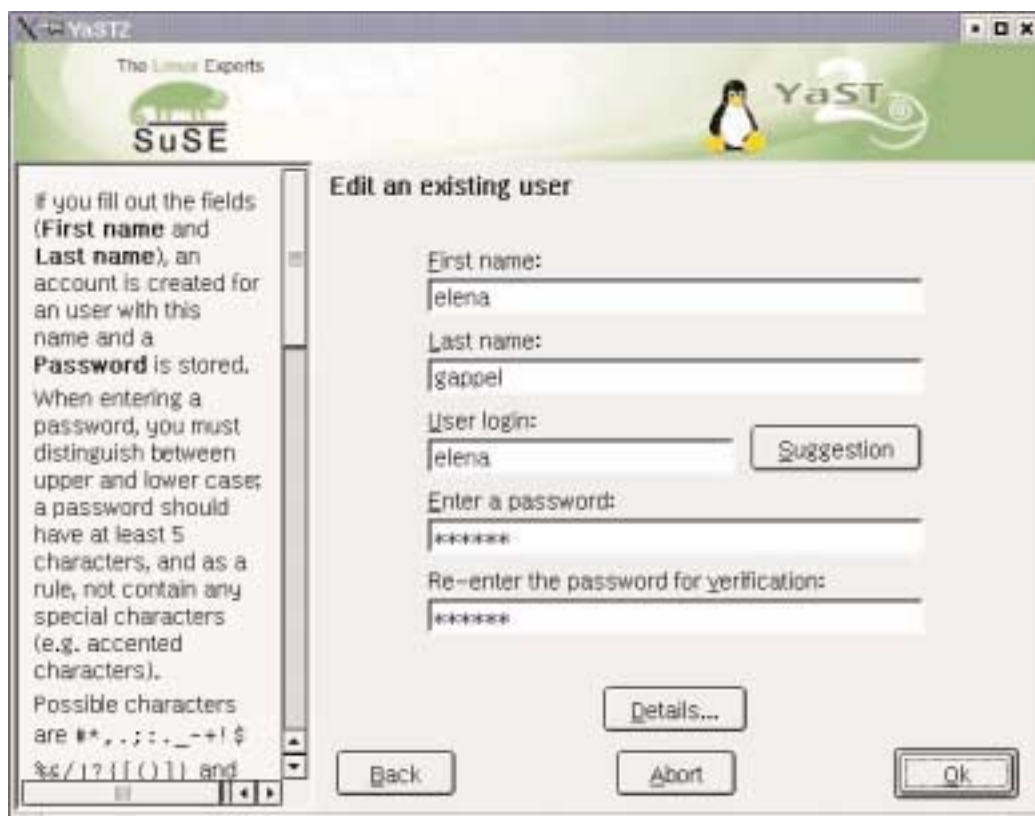 YaST2
The Linux Experts
SuSE
YaST
2
If you fill out the fields
(First name and
Last name), an
account is created for
an user with this
name and a
Password is stored.
When entering a
password, you must
distinguish between
upper and lower case;
a password should
have at least 5
characters, and as a
rule, not contain any
special characters
(e.g. accented
characters).
Possible characters
are #*,.;:._-+!$
%&/|?{[()]} and
Edit an existing user
First name:
elena
Last name:
gappel
User login:
elena
Suggestion
Enter a password:
******
Re-enter the password for verification:
******
Details...
Back
Abort
Ok